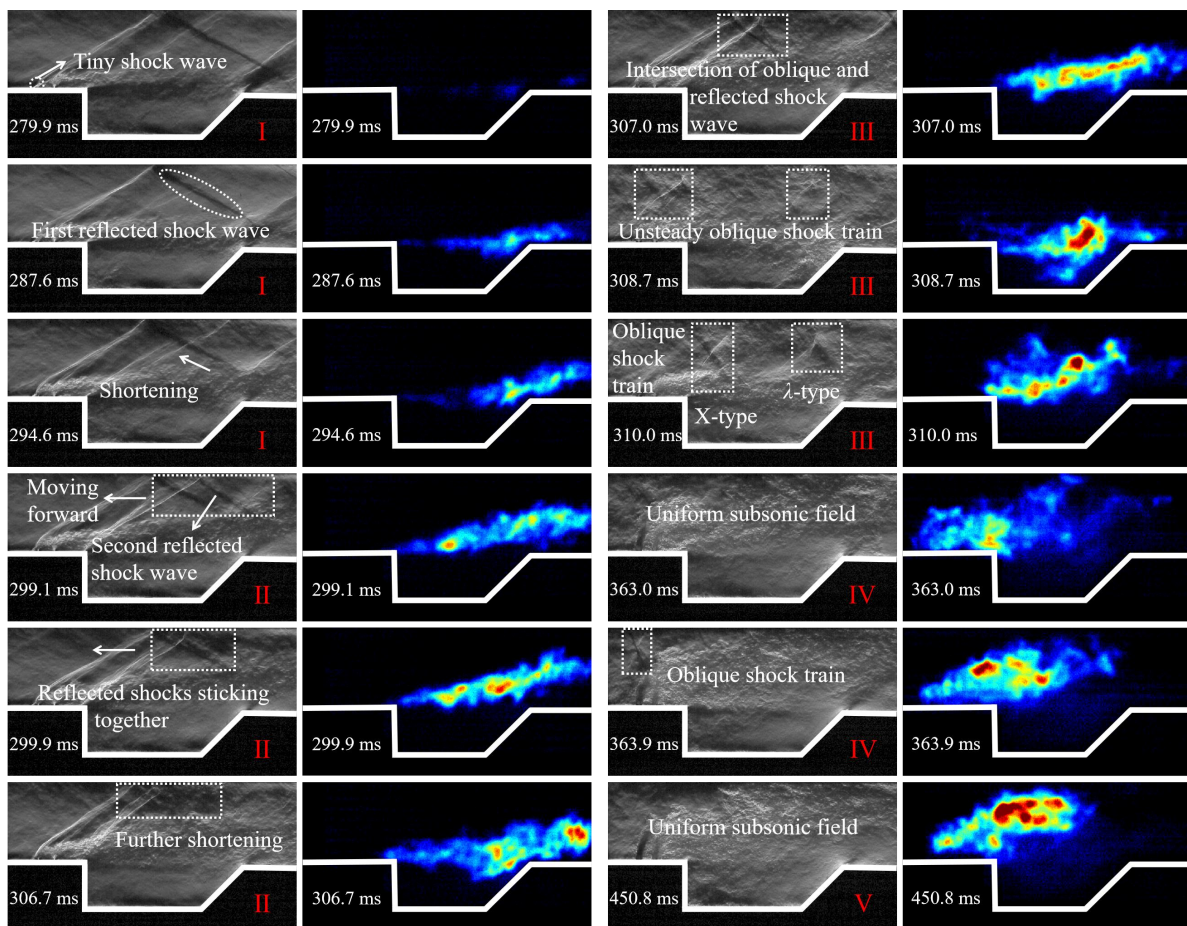 Tiny shock wave
279.9 ms
I
279.9 ms
First reflected shock wave
287.6 ms
I
287.6 ms
Shortening
294.6 ms
I
294.6 ms
Moving
forward
Second reflected
shock wave
299.1 ms
II
299.1 ms
Reflected shocks sticking
together
299.9 ms
II
299.9 ms
Further shortening
306.7 ms
II
306.7 ms
Intersection of oblique and
reflected shock
wave
307.0 ms
III
307.0 ms
Unsteady oblique shock train
308.7 ms
III
308.7 ms
Oblique
shock
train
λ-type
X-type
310.0 ms
III
310.0 ms
Uniform subsonic field
363.0 ms
IV
363.0 ms
Oblique shock train
363.9 ms
IV
363.9 ms
Uniform subsonic field
450.8 ms
V
450.8 ms